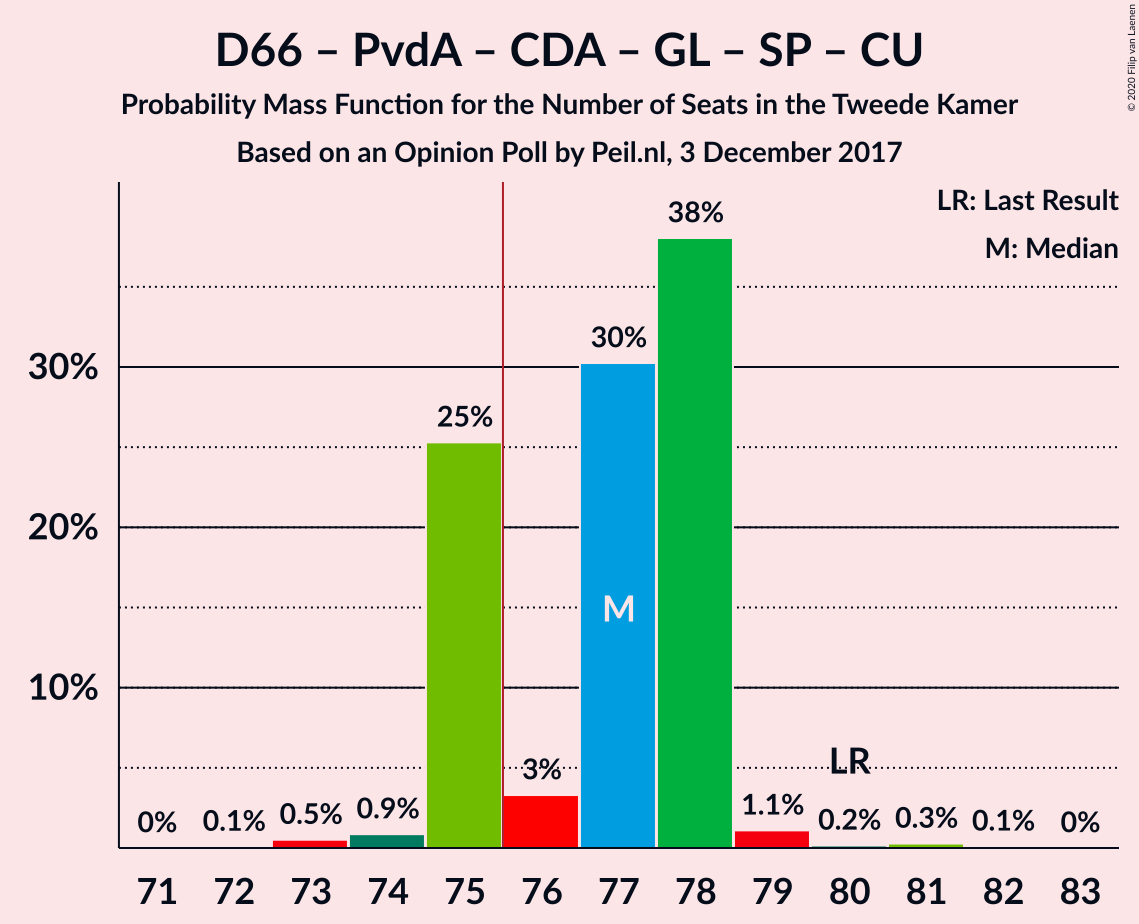 D66 – PvdA – CDA – GL – SP – CU
Probability Mass Function for the Number of Seats in the Tweede Kamer
Based on an Opinion Poll by Peil.nl, 3 December 2017
© 2020 Filip van Laenen
LR: Last Result
M: Median
38%
30%
30%
25%
20%
M
10%
LR
3%
0% 0.1% 0.5% 0.9% 1.1% 0.2% 0.3% 0.1% 0%
71 72 73 74 75 76 77 78 79 80 81 82 83